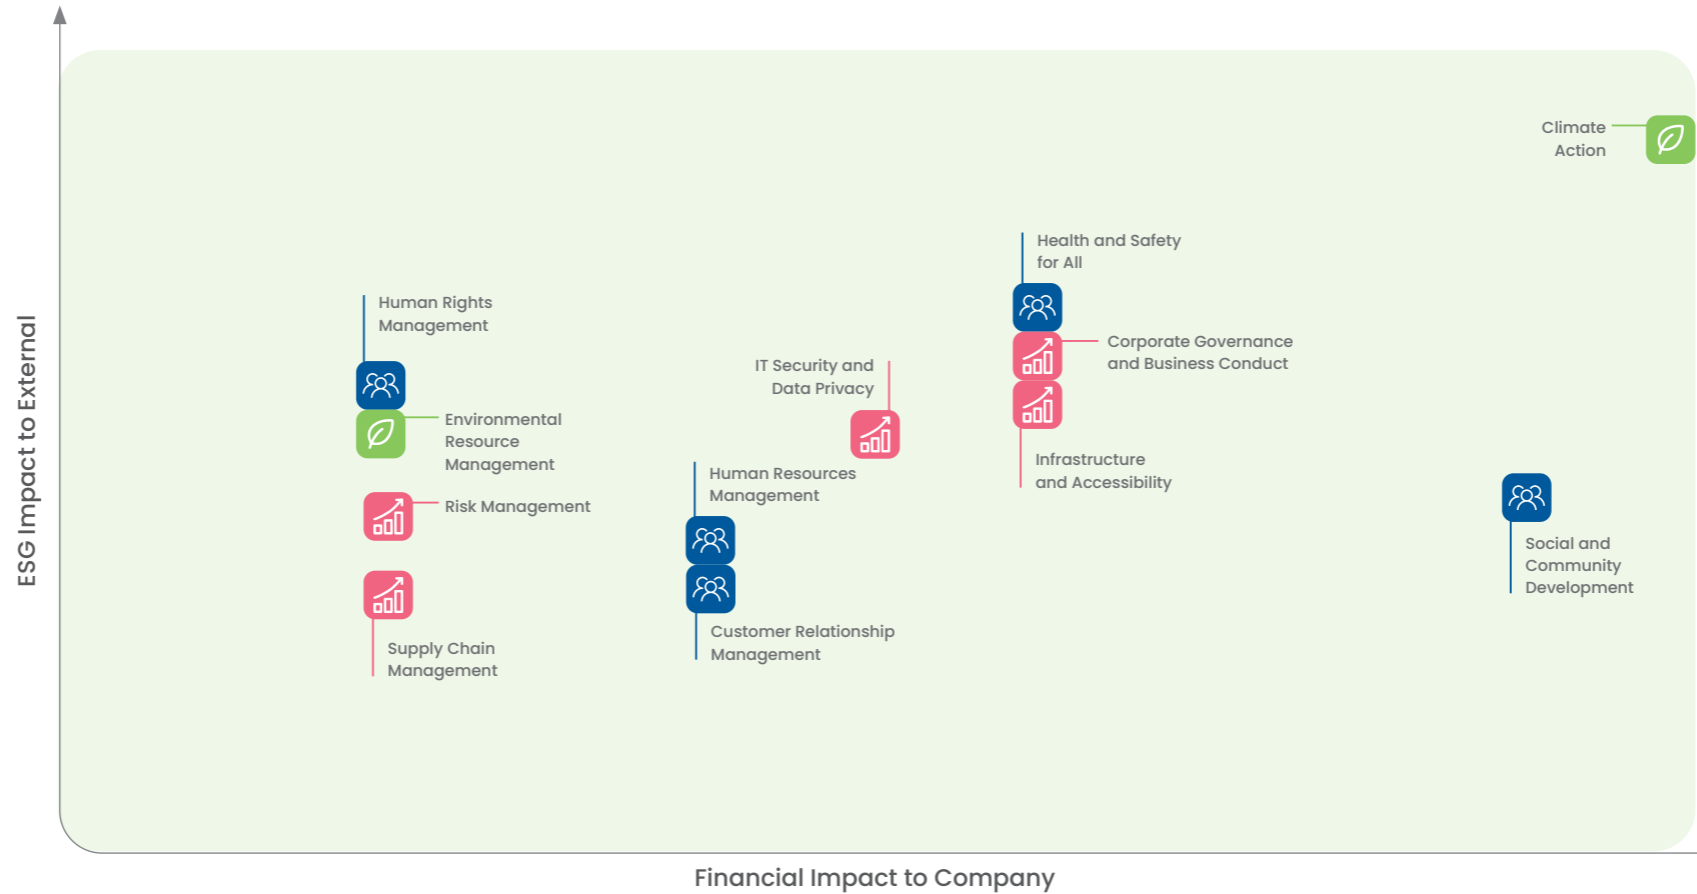 Climate
Action
Health and Safety
for All
Human Rights
Management
Corporate Governance
and Business Conduct
IT Security and
Data Privacy
Environmental
Resource
Management
Human Resources
Management
Infrastructure
and Accessibility
Risk Management
Social and
Community
Development
Customer Relationship
Management
Supply Chain
Management
ESG Impact to External
Financial Impact to Company